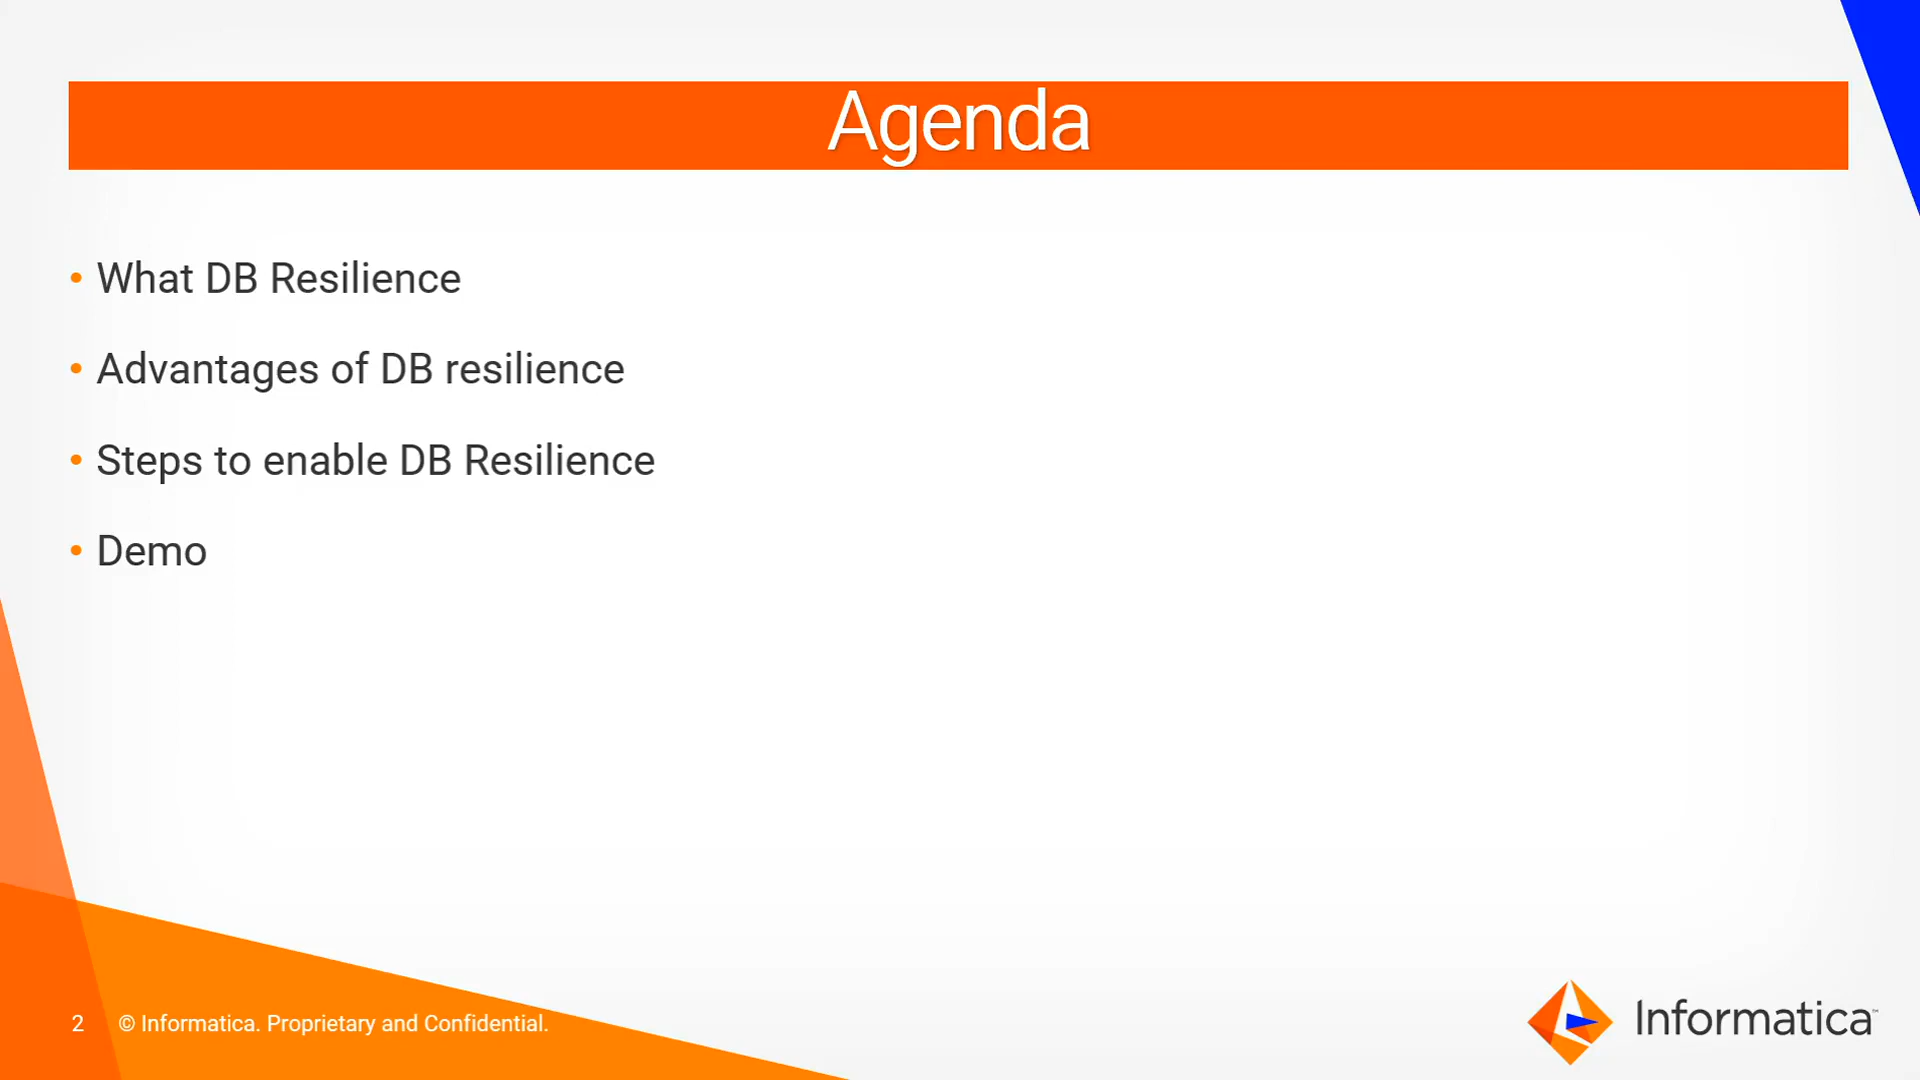 Agenda
• What DB Resilience
• Advantages of DB resilience
• Steps to enable DB Resilience
• Demo
2 © Informatica. Proprietary and Confidential.
Informatica™